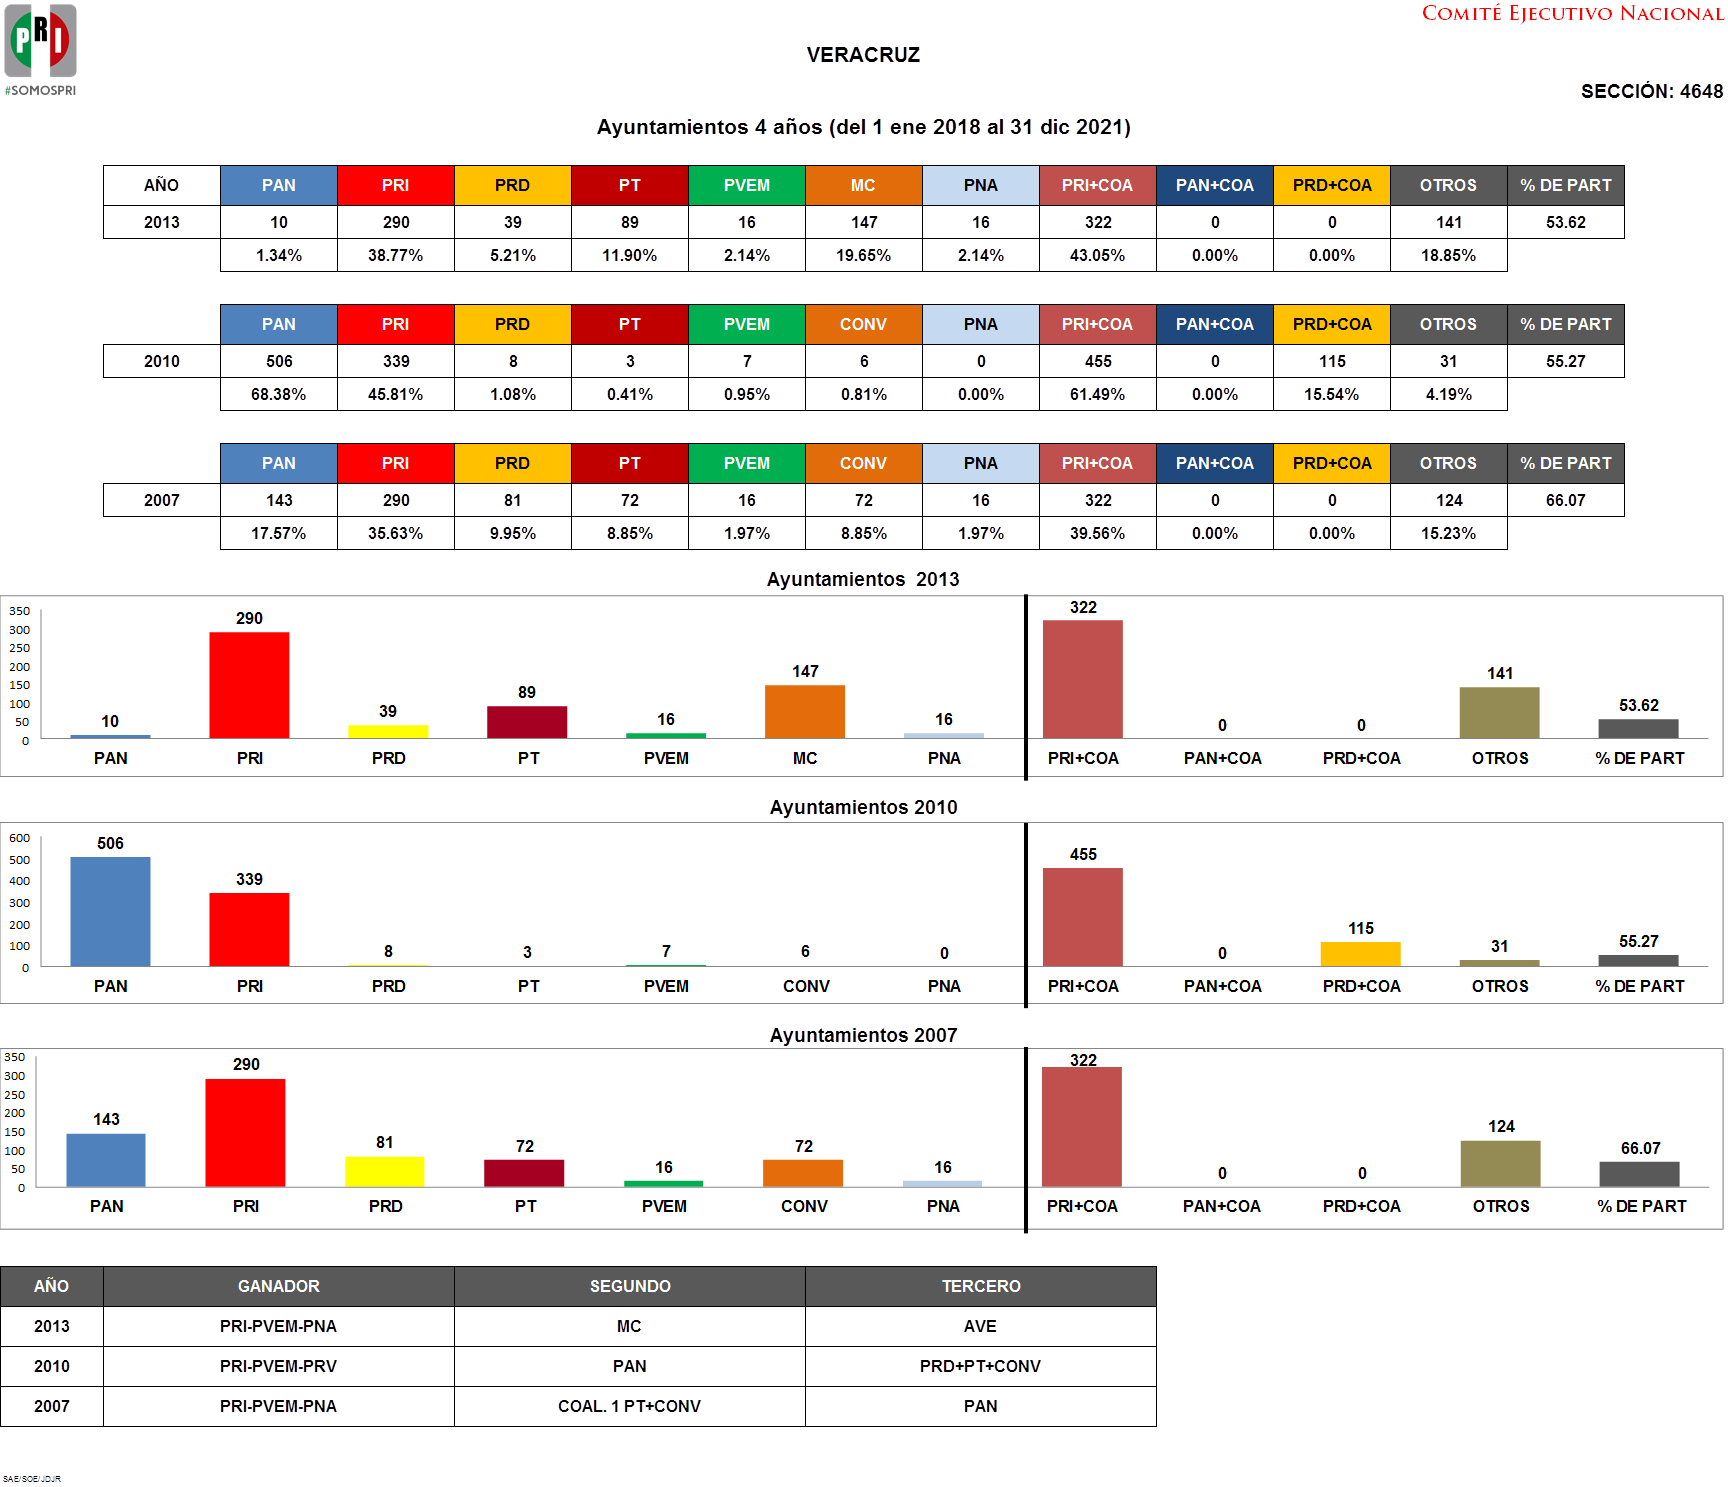 PRI
#SOMOSPRI
COMITÉ EJECUTIVO NACIONAL
VERACRUZ
SECCIÓN: 4648
Ayuntamientos 4 años (del 1 ene 2018 al 31 dic 2021)
AÑO PAN PRI PRD PT PVEM MC PNA PRI+COA PAN+COA PRD+COA OTROS % DE PART
2013 10 290 39 89 16 147 16 322 0 0 141 53.62
1.34% 38.77% 5.21% 11.90% 2.14% 19.65% 2.14% 43.05% 0.00% 0.00% 18.85%
PAN PRI PRD PT PVEM CONV PNA PRI+COA PAN+COA PRD+COA OTROS % DE PART
2010 506 339 8 3 7 6 0 455 0 115 31 55.27
68.38% 45.81% 1.08% 0.41% 0.95% 0.81% 0.00% 61.49% 0.00% 15.54% 4.19%
PAN PRI PRD PT PVEM CONV PNA PRI+COA PAN+COA PRD+COA OTROS % DE PART
2007 143 290 81 72 16 72 16 322 0 0 124 66.07
17.57% 35.63% 9.95% 8.85% 1.97% 8.85% 1.97% 39.56% 0.00% 0.00% 15.23%
Ayuntamientos 2013
350
300
250
200
150
100
50
0
10 290 39 89 16 147 16 322 0 0 141 53.62
PAN PRI PRD PT PVEM MC PNA PRI+COA PAN+COA PRD+COA OTROS % DE PART
Ayuntamientos 2010
600
500
400
300
200
100
0
506 339 8 3 7 6 0 455 0 115 31 55.27
PAN PRI PRD PT PVEM CONV PNA PRI+COA PAN+COA PRD+COA OTROS % DE PART
Ayuntamientos 2007
350
300
250
200
150
100
50
0
143 290 81 72 16 72 16 322 0 0 124 66.07
PAN PRI PRD PT PVEM CONV PNA PRI+COA PAN+COA PRD+COA OTROS % DE PART
AÑO GANADOR SEGUNDO TERCERO
2013 PRI-PVEM-PNA MC AVE
2010 PRI-PVEM-PRV PAN PRD+PT+CONV
2007 PRI-PVEM-PNA COAL. 1 PT+CONV PAN
SAE/SOE/JDJR